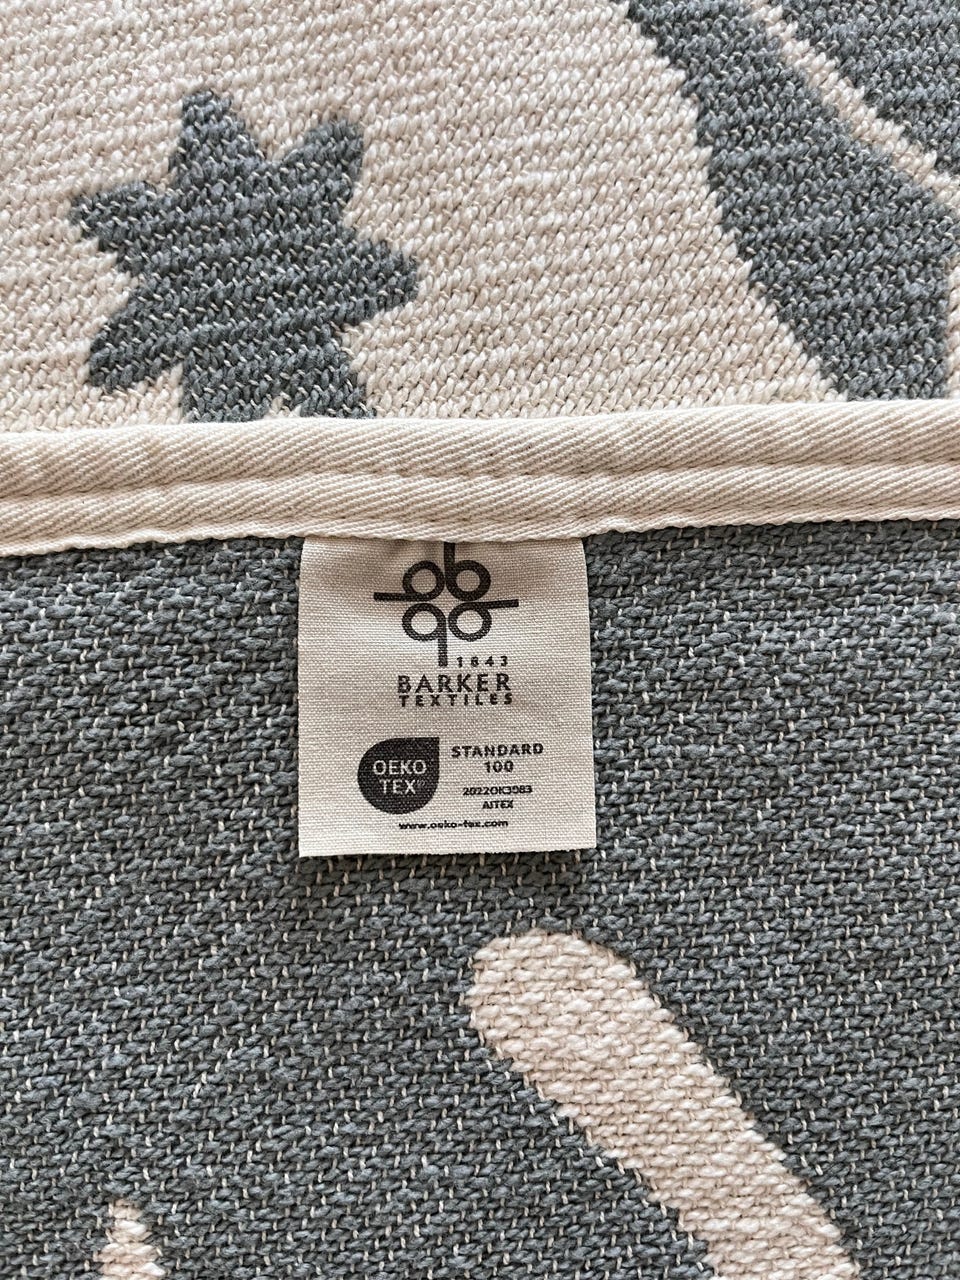 1843
BARKER
TEXTILES
OEKO
TEX®
STANDARD
100
2022OK3083
AITEX
www.oeko-tex.com